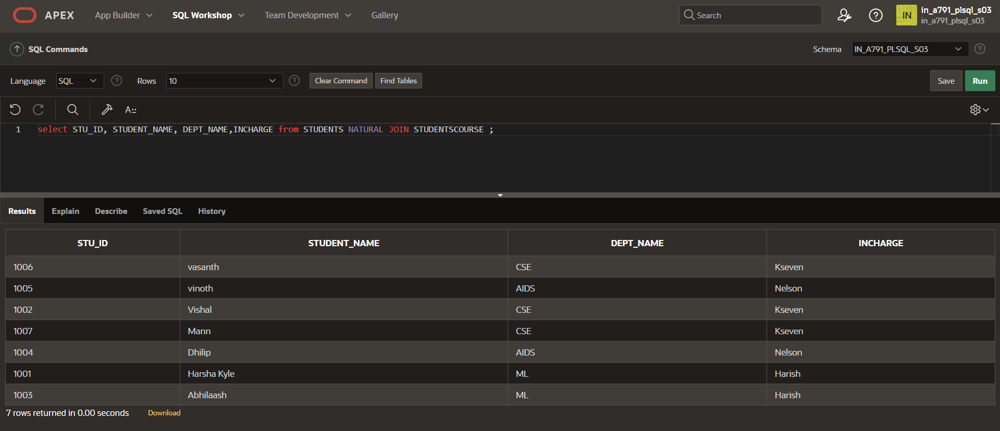 APEX App Builder SQL Workshop Team Development Gallery Search IN in_a791_plsql_s03
in_a791_plsql_s03
SQL Commands Schema IN_A791_PLSQL_S03
Language SQL Rows 10 Clear Command Find Tables Save Run
A::
1 select STU_ID, STUDENT_NAME, DEPT_NAME,INCHARGE from STUDENTS NATURAL JOIN STUDENTSCOURSE ;
Results Explain Describe Saved SQL History
STU_ID STUDENT_NAME DEPT_NAME INCHARGE
1006 vasanth CSE Kseven
1005 vinoth AIDS Nelson
1002 Vishal CSE Kseven
1007 Mann CSE Kseven
1004 Dhilip AIDS Nelson
1001 Harsha Kyle ML Harish
1003 Abhilaash ML Harish
7 rows returned in 0.00 seconds Download